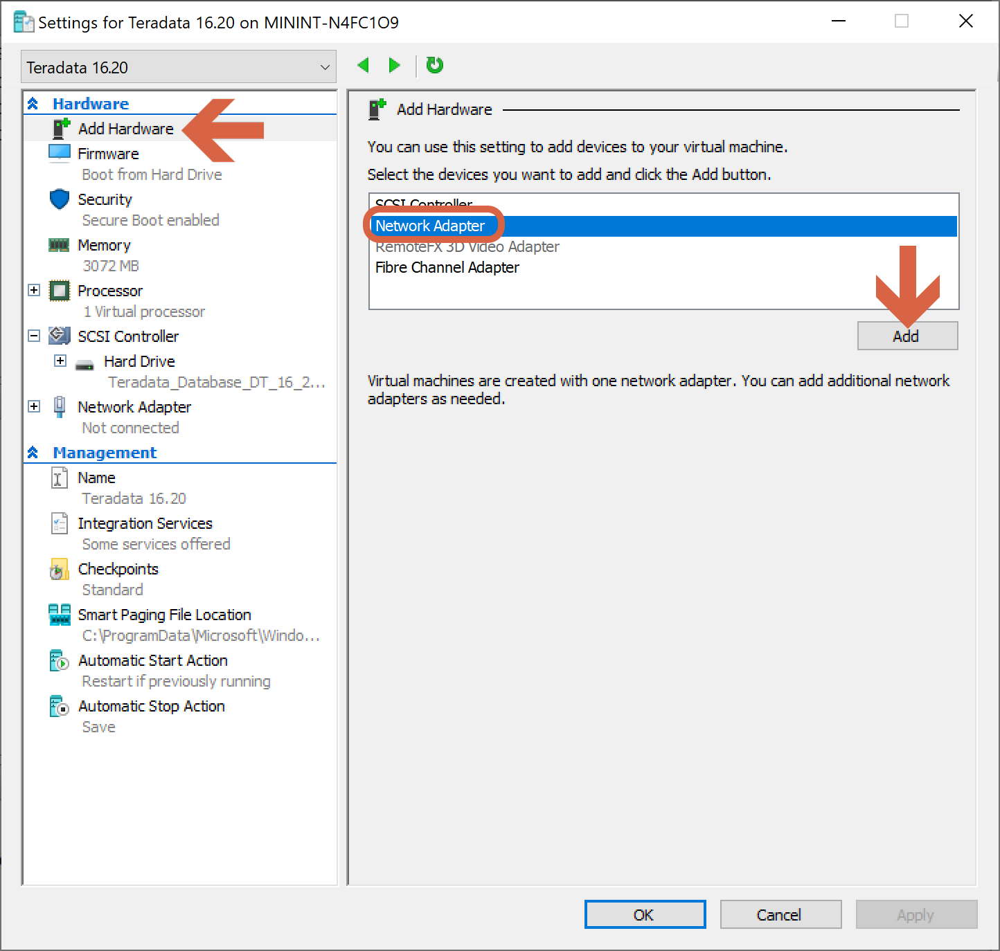 Settings for Teradata 16.20 on MININT-N4FC1O9
Teradata 16.20
Hardware
Add Hardware
Firmware
Boot from Hard Drive
Security
Secure Boot enabled
Memory
3072 MB
Processor
1 Virtual processor
SCSI Controller
Hard Drive
Teradata_Database_DT_16_2...
Network Adapter
Not connected
Management
Name
Teradata 16.20
Integration Services
Some services offered
Checkpoints
Standard
Smart Paging File Location
C:\ProgramData\Microsoft\Windo...
Automatic Start Action
Restart if previously running
Automatic Stop Action
Save
Add Hardware
You can use this setting to add devices to your virtual machine.
Select the devices you want to add and click the Add button.
SCSI Controller
Network Adapter
RemoteFX 3D Video Adapter
Fibre Channel Adapter
Add
Virtual machines are created with one network adapter. You can add additional network
adapters as needed.
OK
Cancel
Apply